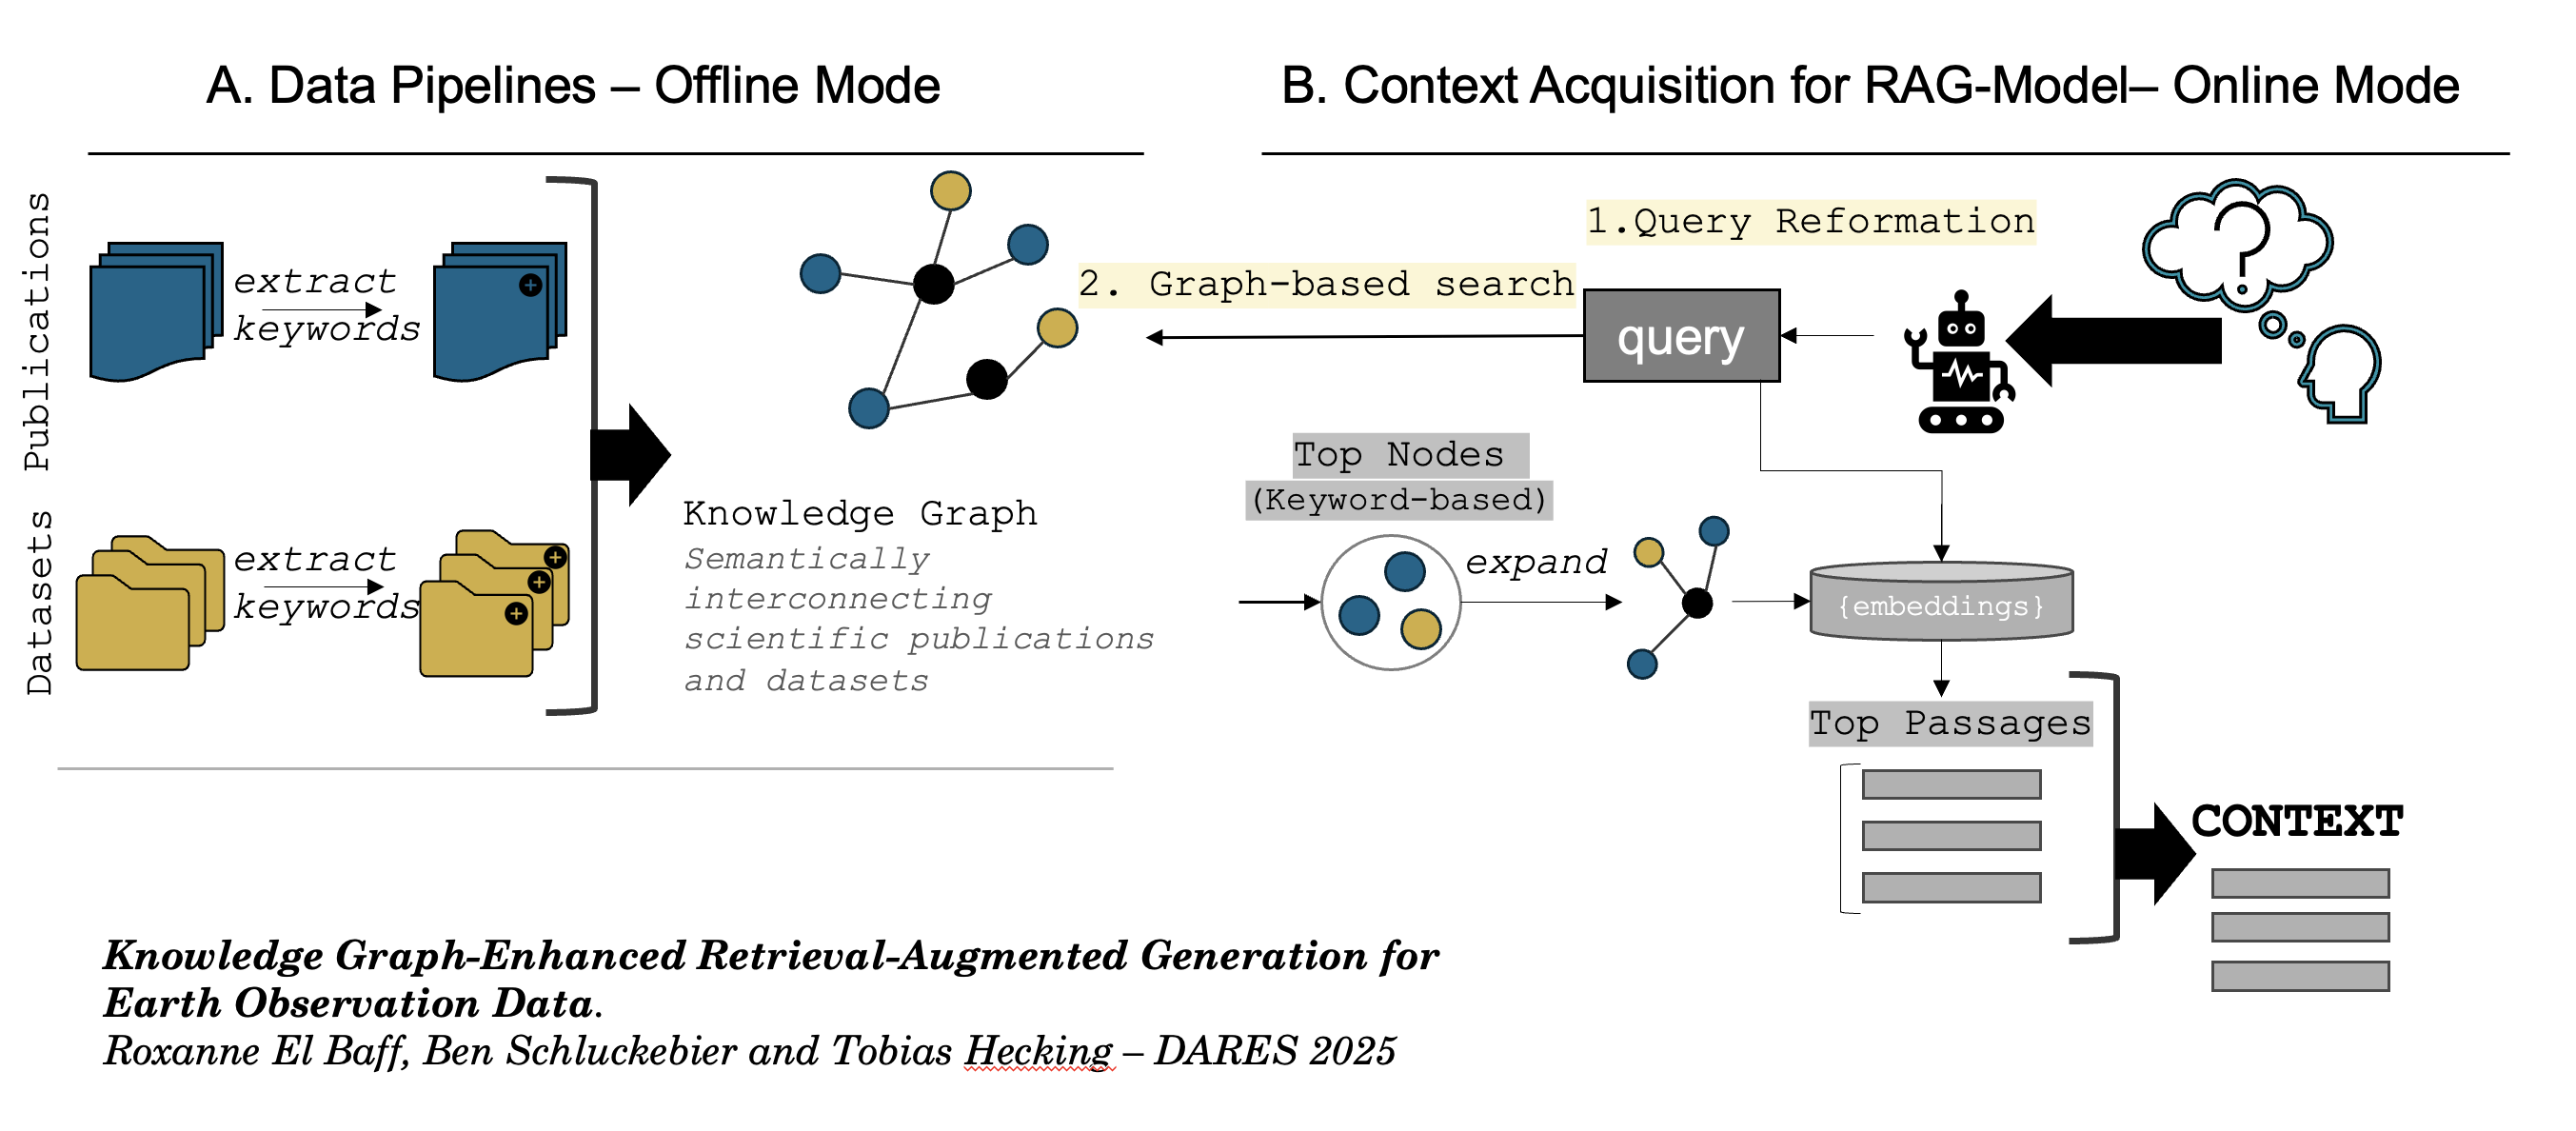 A. Data Pipelines – Offline Mode
Publications
extract
keywords
Datasets
extract
keywords
Knowledge Graph
Semantically
interconnecting
scientific publications
and datasets
B. Context Acquisition for RAG-Model– Online Mode
1.Query Reformation
?
2. Graph-based search
query
Top Nodes
(Keyword-based)
expand
{embeddings}
Top Passages
CONTEXT
Knowledge Graph-Enhanced Retrieval-Augmented Generation for
Earth Observation Data.
Roxanne El Baff, Ben Schluckebier and Tobias Hecking – DARES 2025